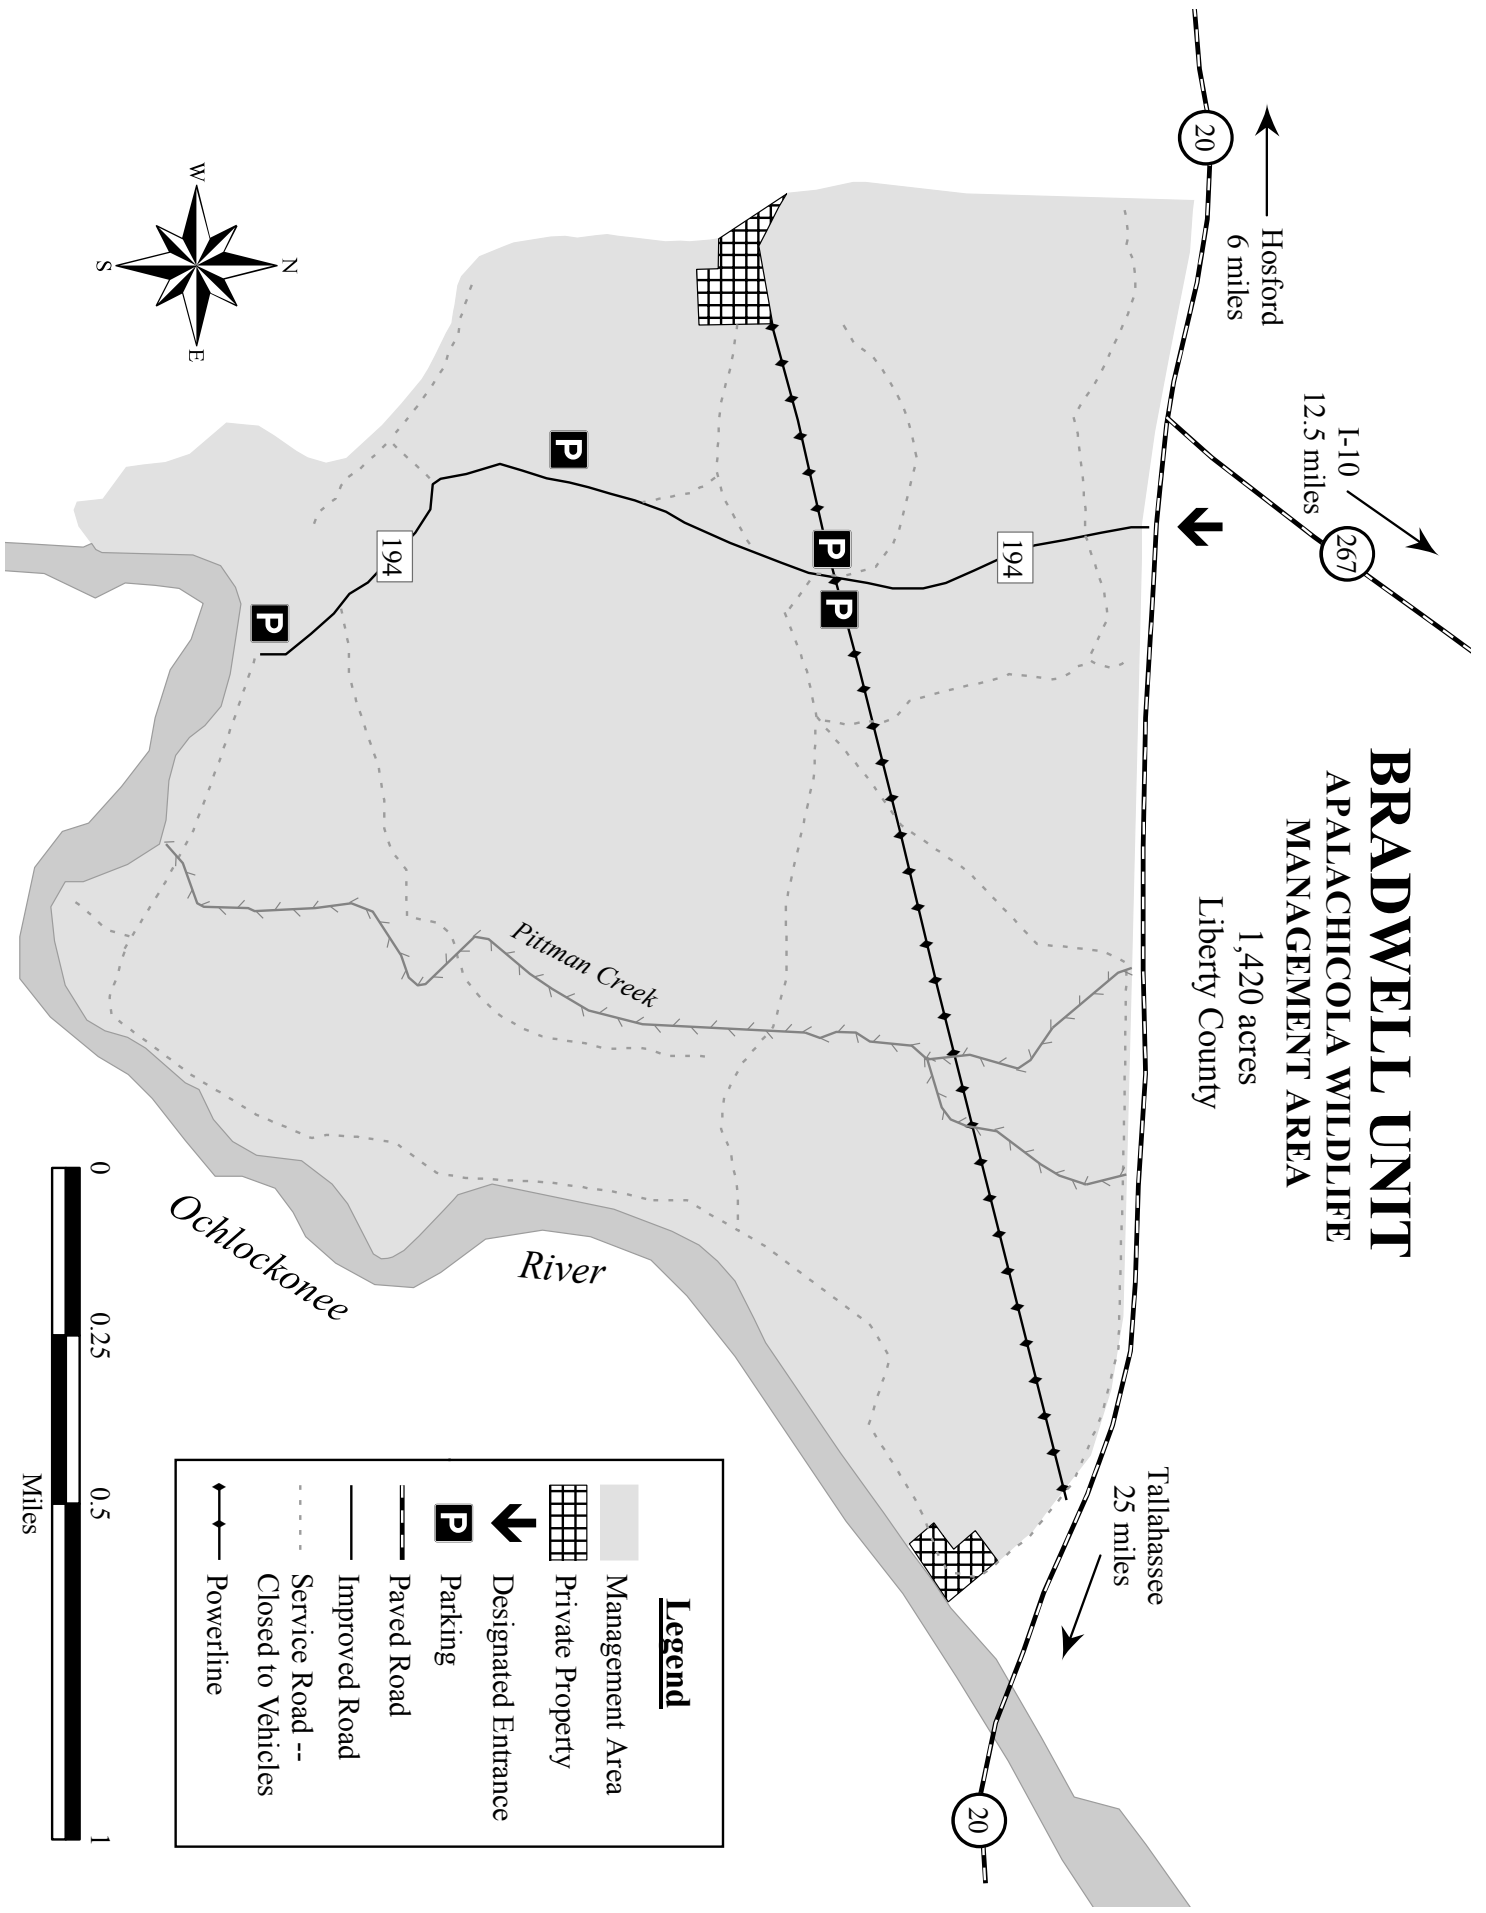 BRADWELL UNIT
APALACHICOLA WILDLIFE
MANAGEMENT AREA
1,420 acres
Liberty County
I-10
12.5 miles
267
Hosford
6 miles
20
Tallahassee
25 miles
20
194
P
P
P
194
P
Pittman Creek
Ochlockonee
River
N
W
E
S
Legend
Management Area
Private Property
Designated Entrance
P
Parking
Paved Road
Improved Road
Service Road --
Closed to Vehicles
Powerline
0
0.25
0.5
1
Miles